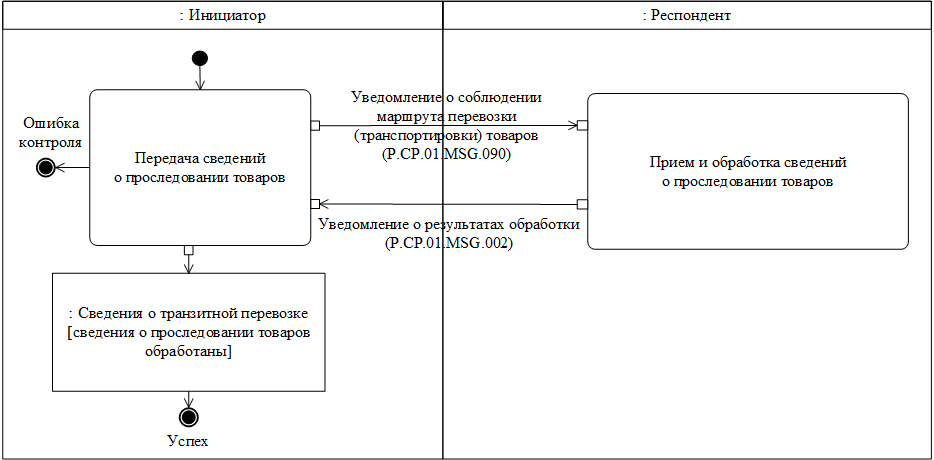 : Инициатор
: Респондент
Ошибка
контроля
Передача сведений
о проследовании товаров
Уведомление о соблюдении
маршрута перевозки
(транспортировки) товаров
(P.CP.01.MSG.090)
Прием и обработка сведений
о проследовании товаров
Уведомление о результатах обработки
(P.CP.01.MSG.002)
: Сведения о транзитной перевозке
[сведения о проследовании товаров
обработаны]
Успех